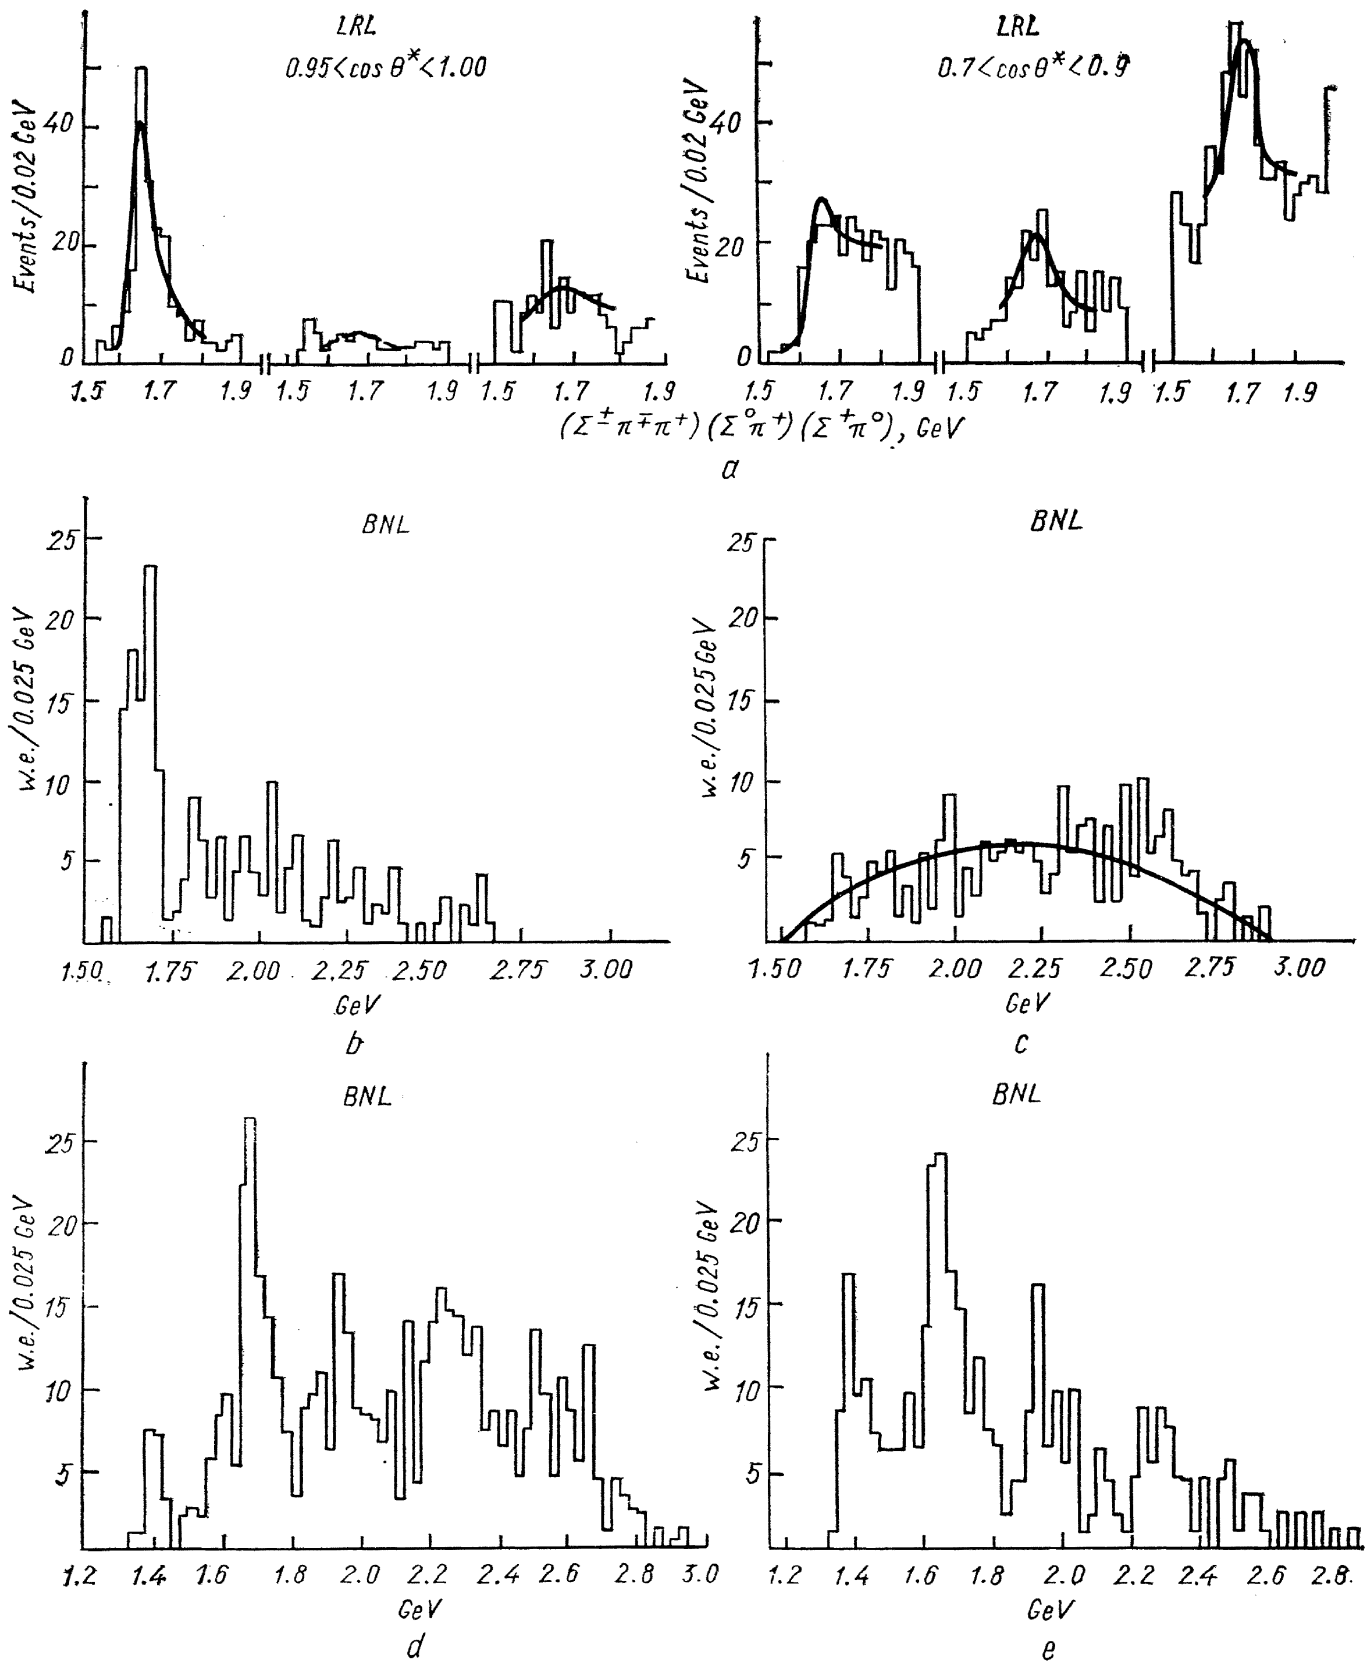 LRL
0.95<cos θ*<1.00
Events/0.02 GeV
40
20
0
1.5 1.7 1.9 1.5 1.7 1.9 1.5 1.7 1.9
LRL
0.7<cos θ*<0.9
Events/0.02 GeV
40
20
0
1.5 1.7 1.9 1.5 1.7 1.9 1.5 1.7 1.9
(Σ±π∓π+)(Σ°π+)(Σ+π°), GeV
a
BNL
w.e./0.025 GeV
25
20
15
10
5
1.50 1.75 2.00 2.25 2.50 2.75 3.00
GeV
b
BNL
w.e./0.025 GeV
25
20
15
10
5
1.50 1.75 2.00 2.25 2.50 2.75 3.00
GeV
c
BNL
w.e./0.025 GeV
25
20
15
10
5
1.2 1.4 1.6 1.8 2.0 2.2 2.4 2.6 2.8 3.0
GeV
d
BNL
w.e./0.025 GeV
25
20
15
10
5
1.2 1.4 1.6 1.8 2.0 2.2 2.4 2.6 2.8
GeV
e